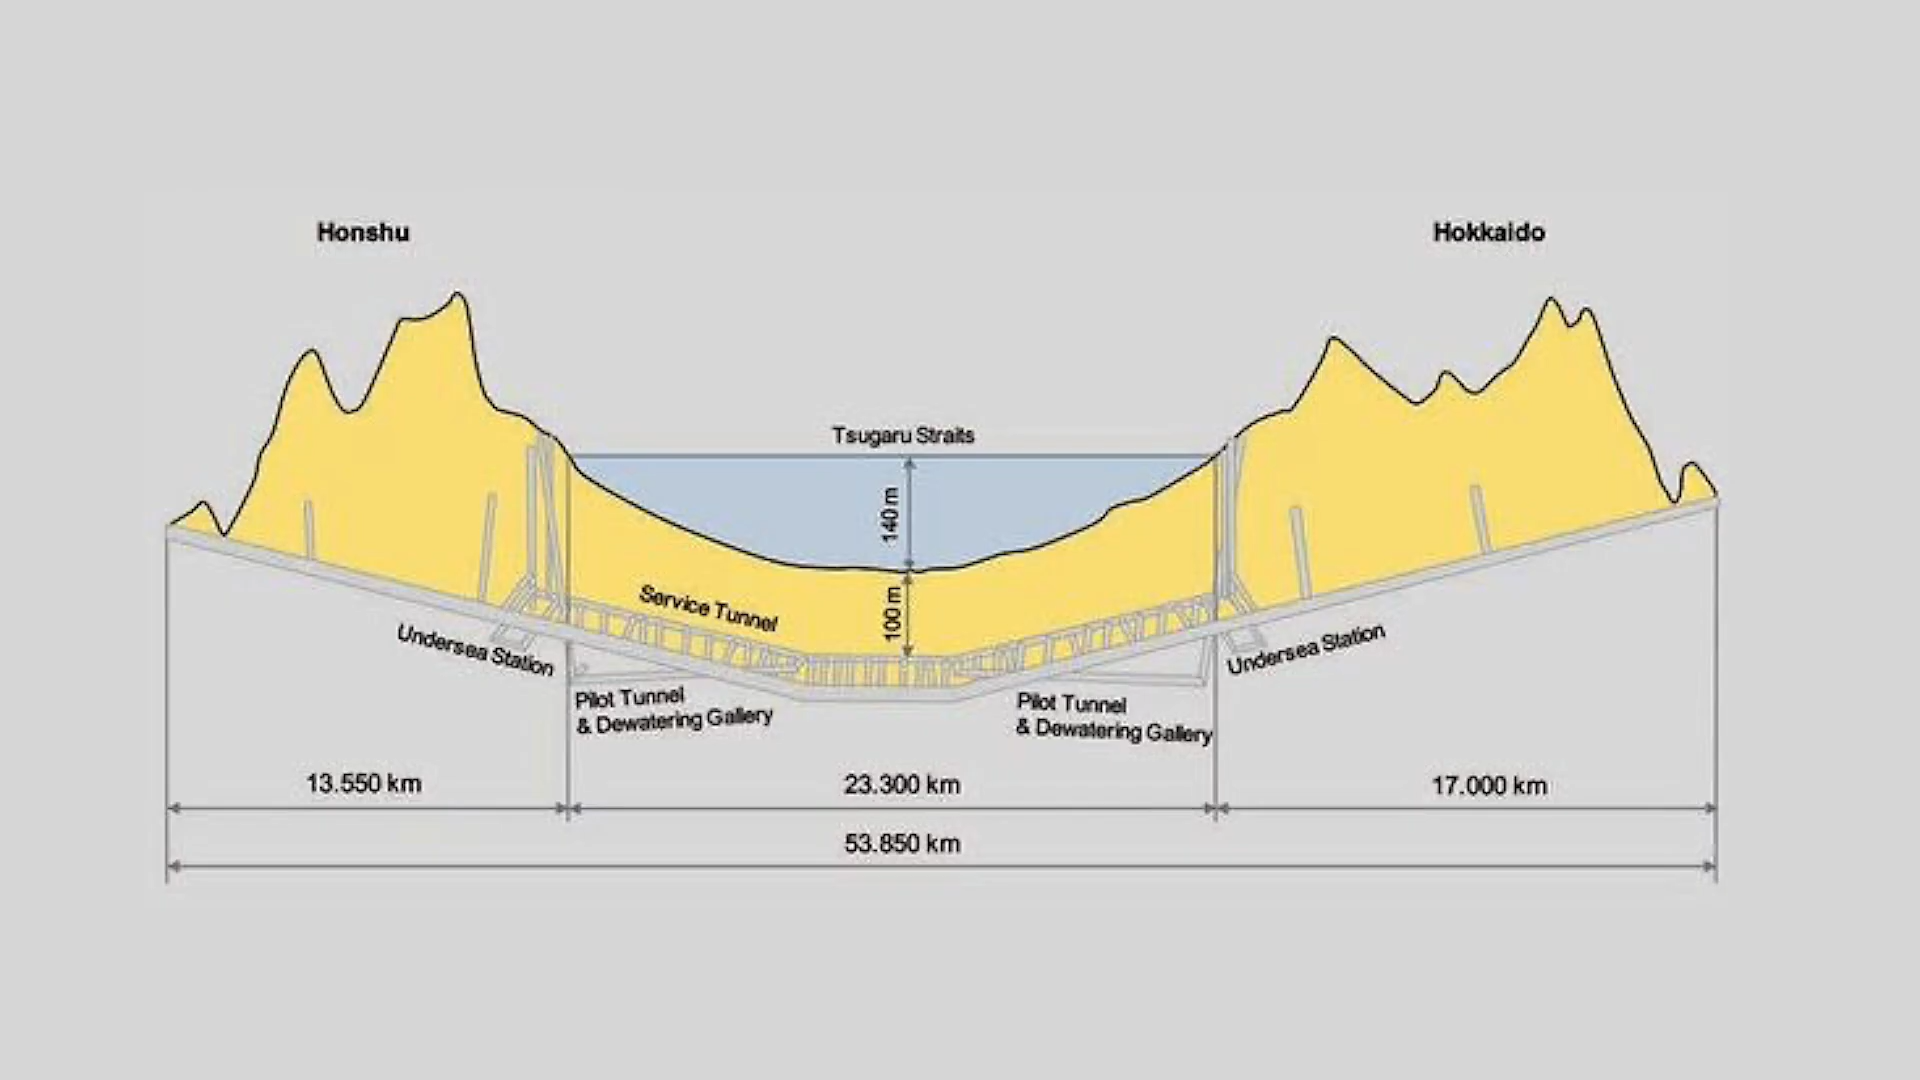 Honshu
Hokkaido
Tsugaru Straits
140 m
100 m
Service Tunnel
Undersea Station
Undersea Station
Pilot Tunnel
& Dewatering Gallery
Pilot Tunnel
& Dewatering Gallery
13.550 km
23.300 km
17.000 km
53.850 km